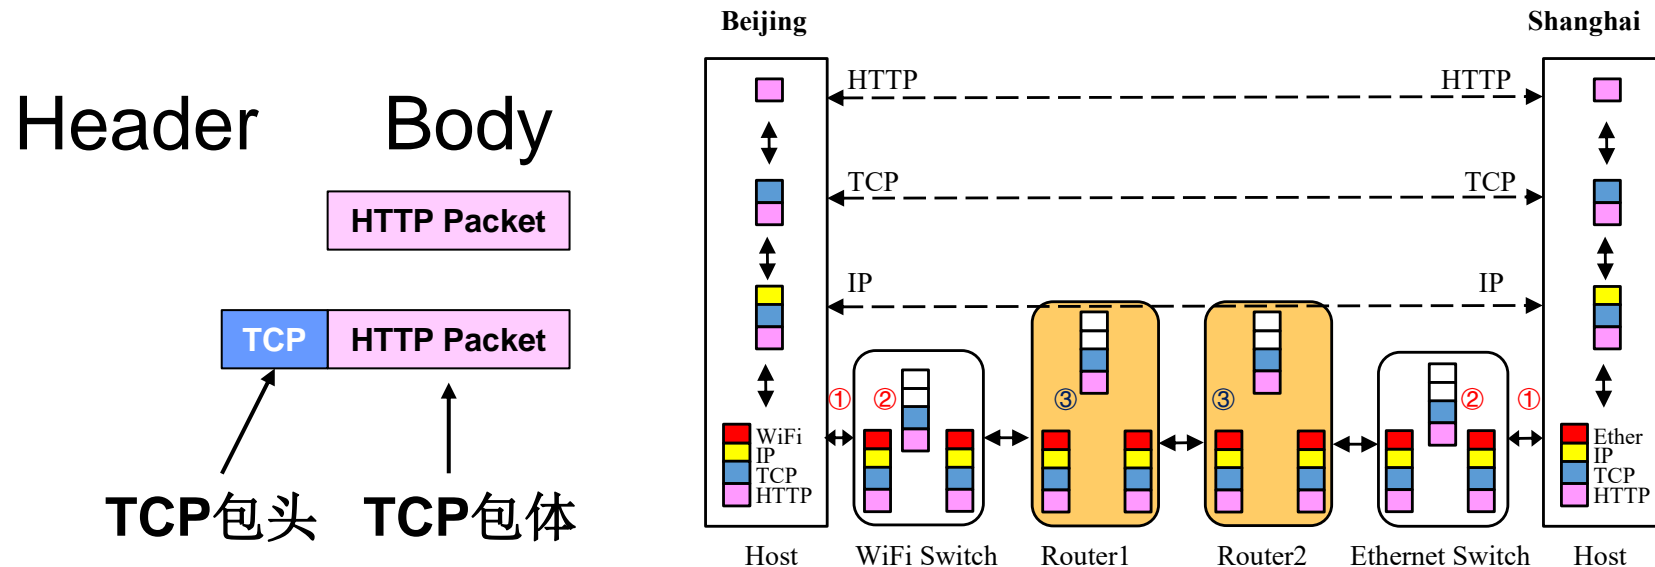 Header Body
HTTP Packet
TCP HTTP Packet
TCP包头 TCP包体
Beijing Shanghai
HTTP HTTP
TCP TCP
IP IP
① ② ③ ③ ② ①
WiFi
IP
TCP
HTTP
Ether
IP
TCP
HTTP
Host WiFi Switch Router1 Router2 Ethernet Switch Host